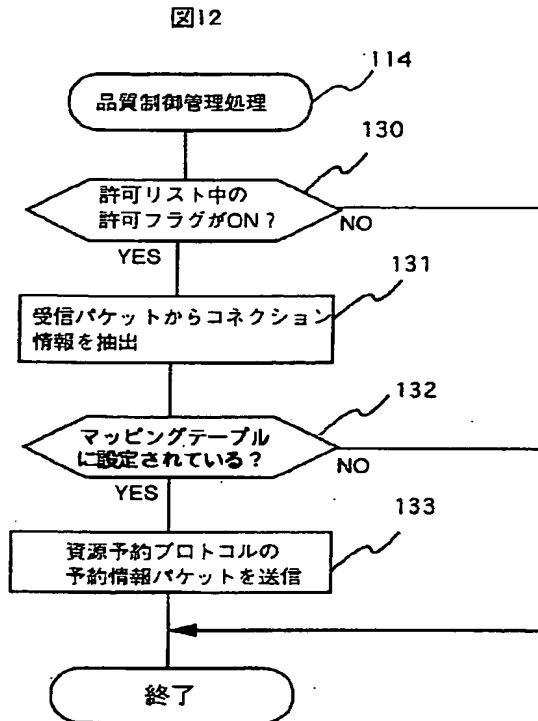 図12
114
品質制御管理処理
130
許可リスト中の
許可フラグがON?
NO
YES
131
受信パケットからコネクション
情報を抽出
132
マッピングテーブル
に設定されている?
NO
YES
133
資源予約プロトコルの
予約情報パケットを送信
終了